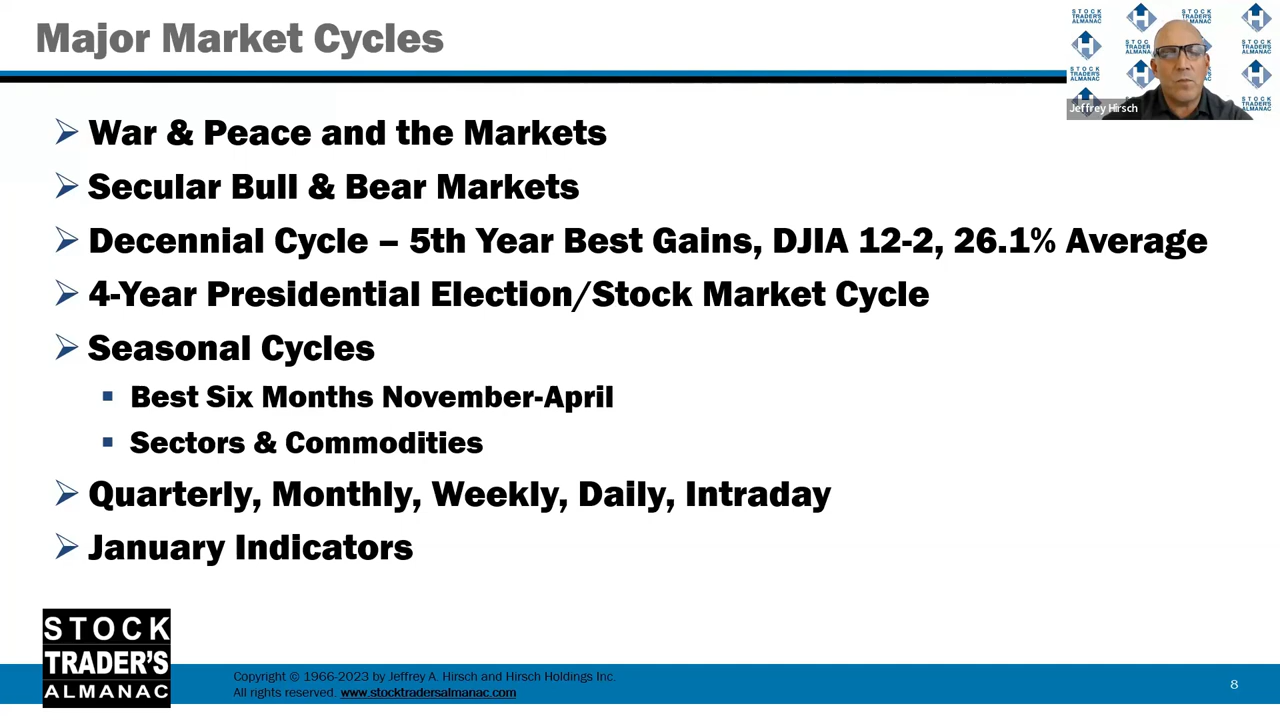 Major Market Cycles
STOCK
TRADER'S
ALMANAC
Jeffrey Hirsch
War & Peace and the Markets
Secular Bull & Bear Markets
Decennial Cycle – 5th Year Best Gains, DJIA 12-2, 26.1% Average
4-Year Presidential Election/Stock Market Cycle
Seasonal Cycles
Best Six Months November-April
Sectors & Commodities
Quarterly, Monthly, Weekly, Daily, Intraday
January Indicators
STOCK
TRADER'S
ALMANAC
Copyright © 1966-2023 by Jeffrey A. Hirsch and Hirsch Holdings Inc.
All rights reserved. www.stocktradersalmanac.com
8